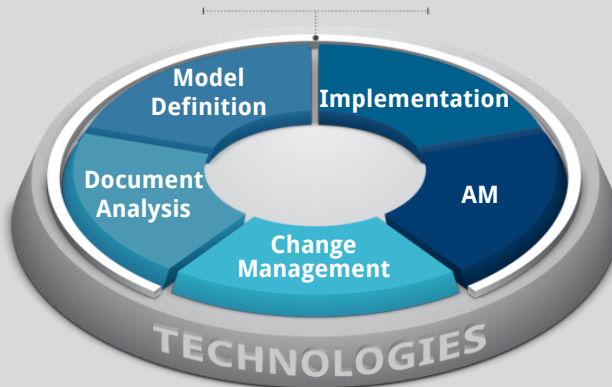 Model
Definition
Implementation
Document
Analysis
AM
Change
Management
TECHNOLOGIES